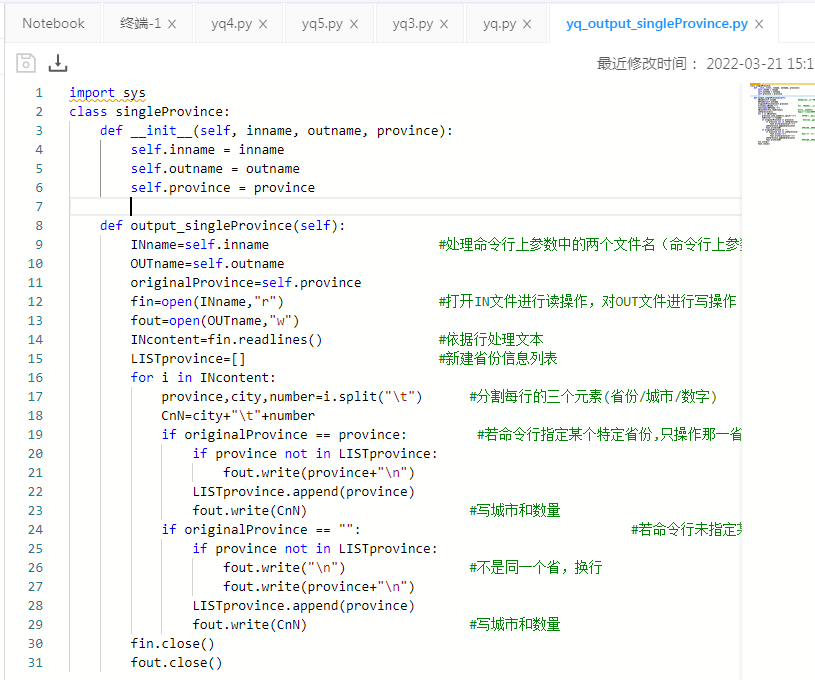 Notebook 终端-1 × yq4.py × yq5.py × yq3.py × yq.py × yq_output_singleProvince.py ×
最近修改时间： 2022-03-21 15:1
1 import sys
2 class singleProvince:
3 def __init__(self, inname, outname, province):
4 self.inname = inname
5 self.outname = outname
6 self.province = province
7
8 def output_singleProvince(self):
9 INname=self.inname #处理命令行上参数中的两个文件名（命令行上参
10 OUTname=self.outname
11 originalProvince=self.province
12 fin=open(INname,"r") #打开IN文件进行读操作，对OUT文件进行写操作
13 fout=open(OUTname,"w")
14 INcontent=fin.readlines() #依据行处理文本
15 LISTprovince=[] #新建省份信息列表
16 for i in INcontent:
17 province,city,number=i.split("\t") #分割每行的三个元素(省份/城市/数字)
18 CnN=city+"\t"+number
19 if originalProvince == province: #若命令行指定某个特定省份,只操作那一省
20 if province not in LISTprovince:
21 fout.write(province+"\n")
22 LISTprovince.append(province)
23 fout.write(CnN) #写城市和数量
24 if originalProvince == "": #若命令行未指定
25 if province not in LISTprovince:
26 fout.write("\n") #不是同一个省，换行
27 fout.write(province+"\n")
28 LISTprovince.append(province)
29 fout.write(CnN) #写城市和数量
30 fin.close()
31 fout.close()